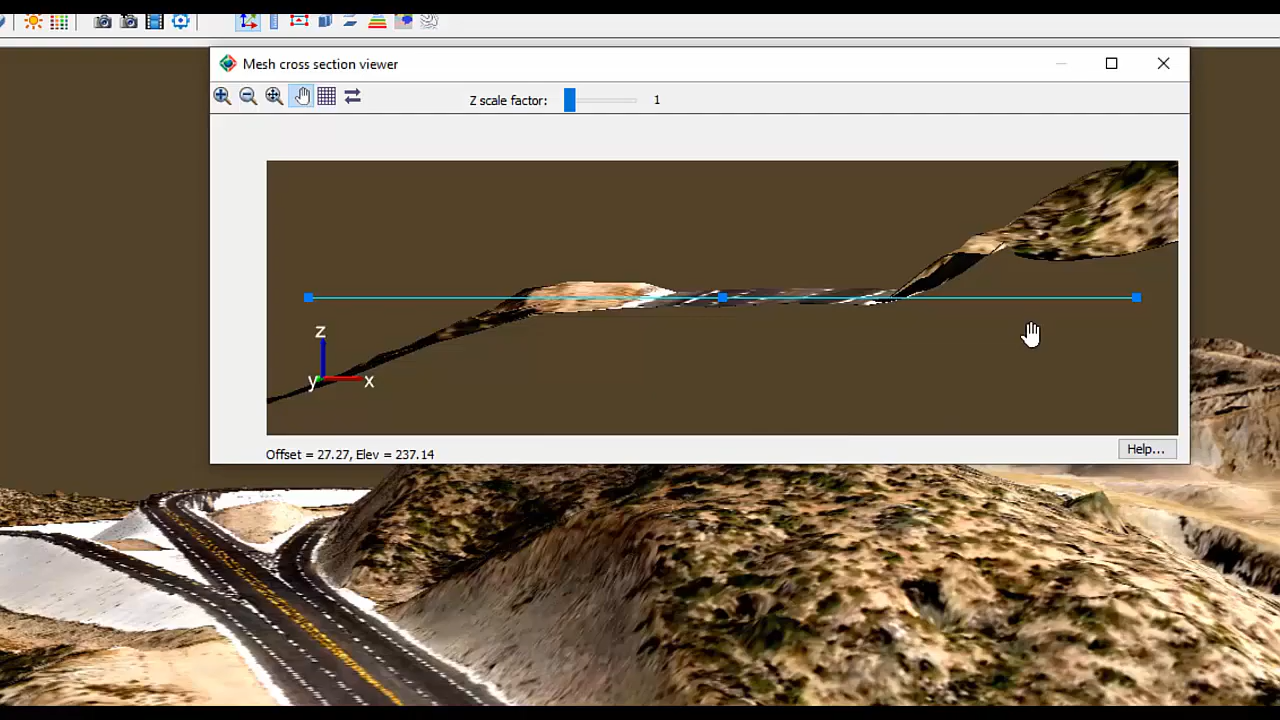 Mesh cross section viewer
Z scale factor: 1
z
y x
Offset = 27.27, Elev = 237.14
Help...